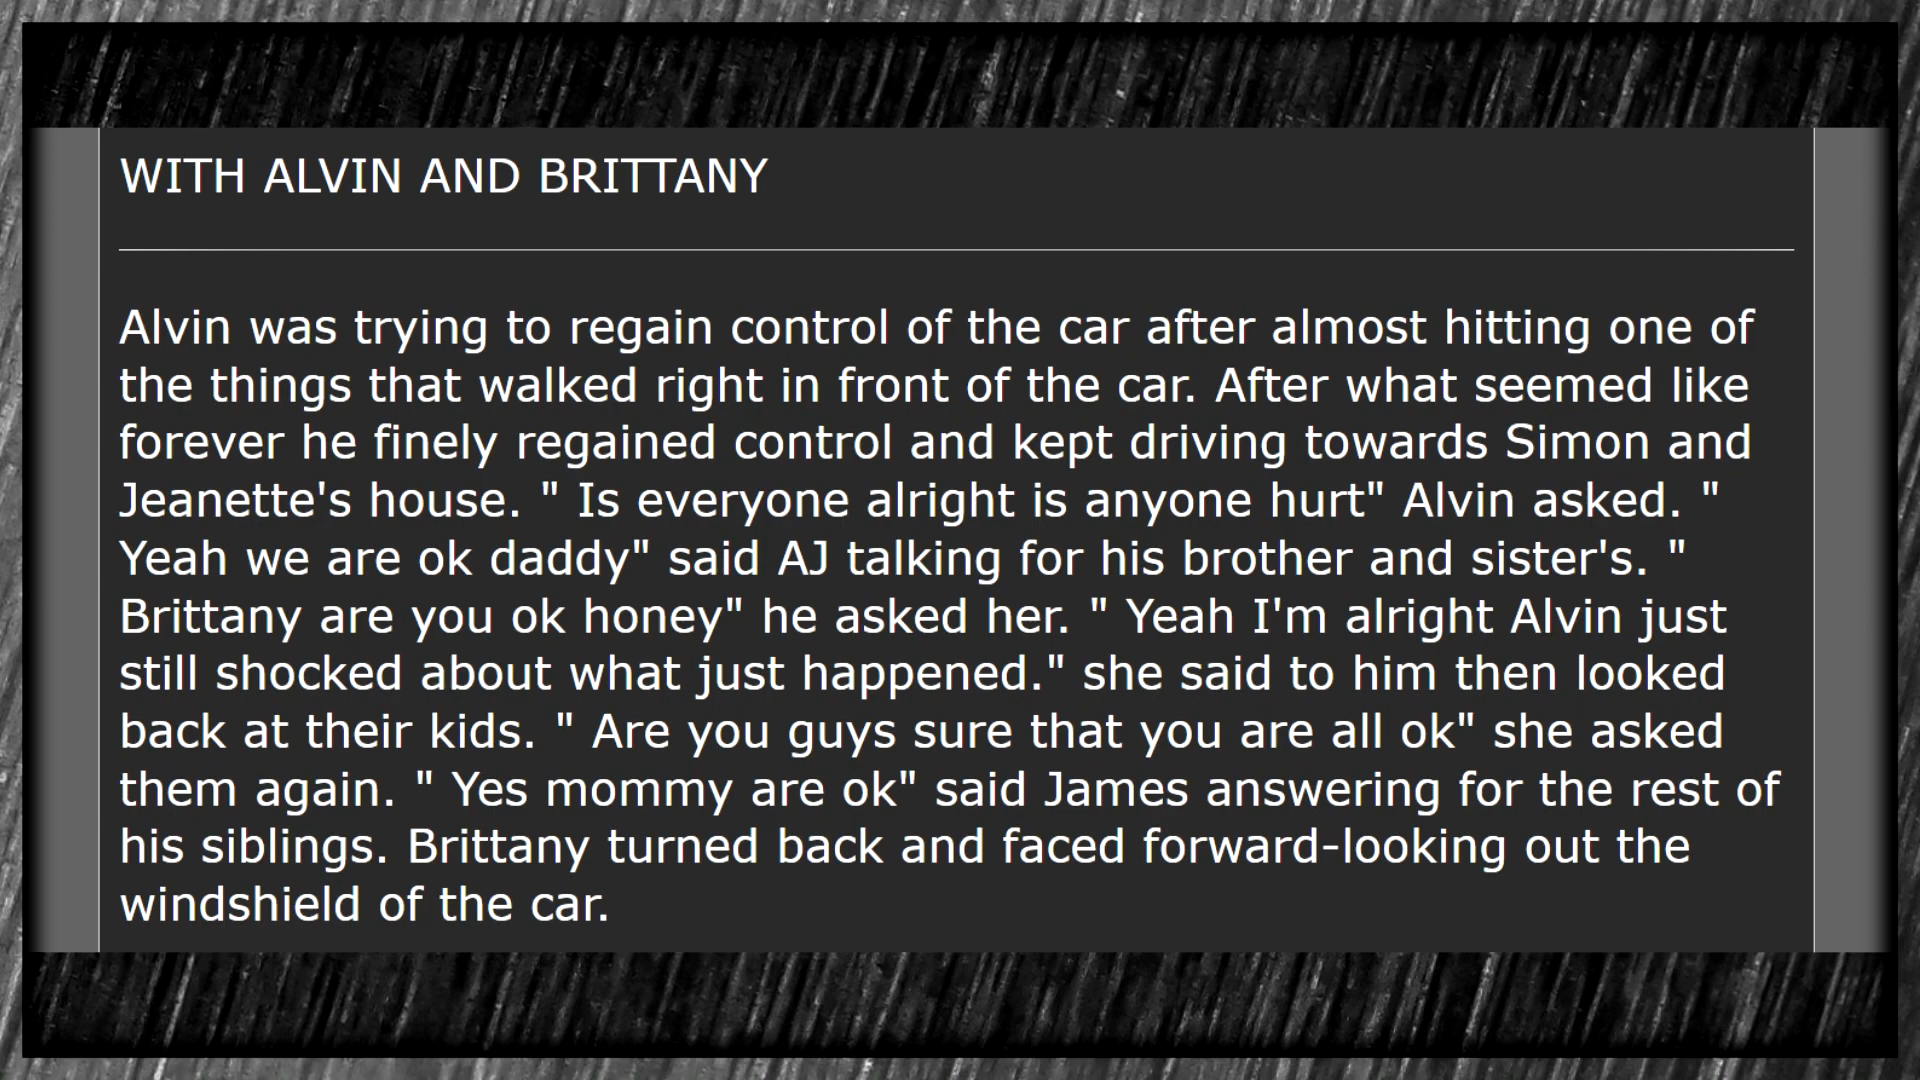 WITH ALVIN AND BRITTANY
Alvin was trying to regain control of the car after almost hitting one of
the things that walked right in front of the car. After what seemed like
forever he finely regained control and kept driving towards Simon and
Jeanette's house. " Is everyone alright is anyone hurt" Alvin asked. "
Yeah we are ok daddy" said AJ talking for his brother and sister's. "
Brittany are you ok honey" he asked her. " Yeah I'm alright Alvin just
still shocked about what just happened." she said to him then looked
back at their kids. " Are you guys sure that you are all ok" she asked
them again. " Yes mommy are ok" said James answering for the rest of
his siblings. Brittany turned back and faced forward-looking out the
windshield of the car.